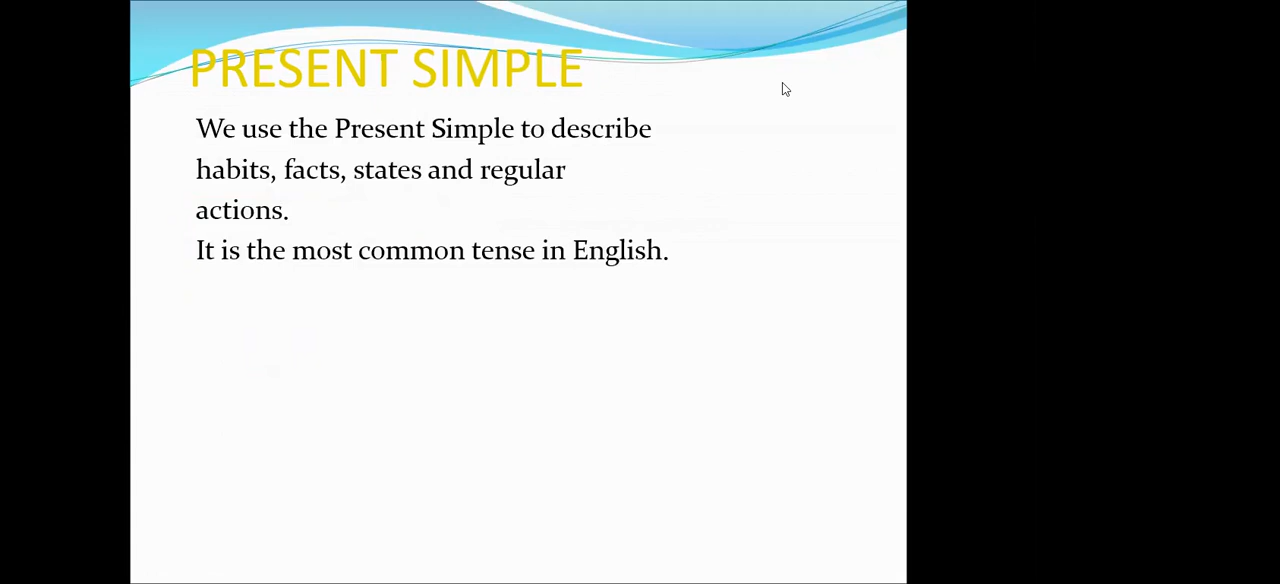 PRESENT SIMPLE
We use the Present Simple to describe
habits, facts, states and regular
actions.
It is the most common tense in English.